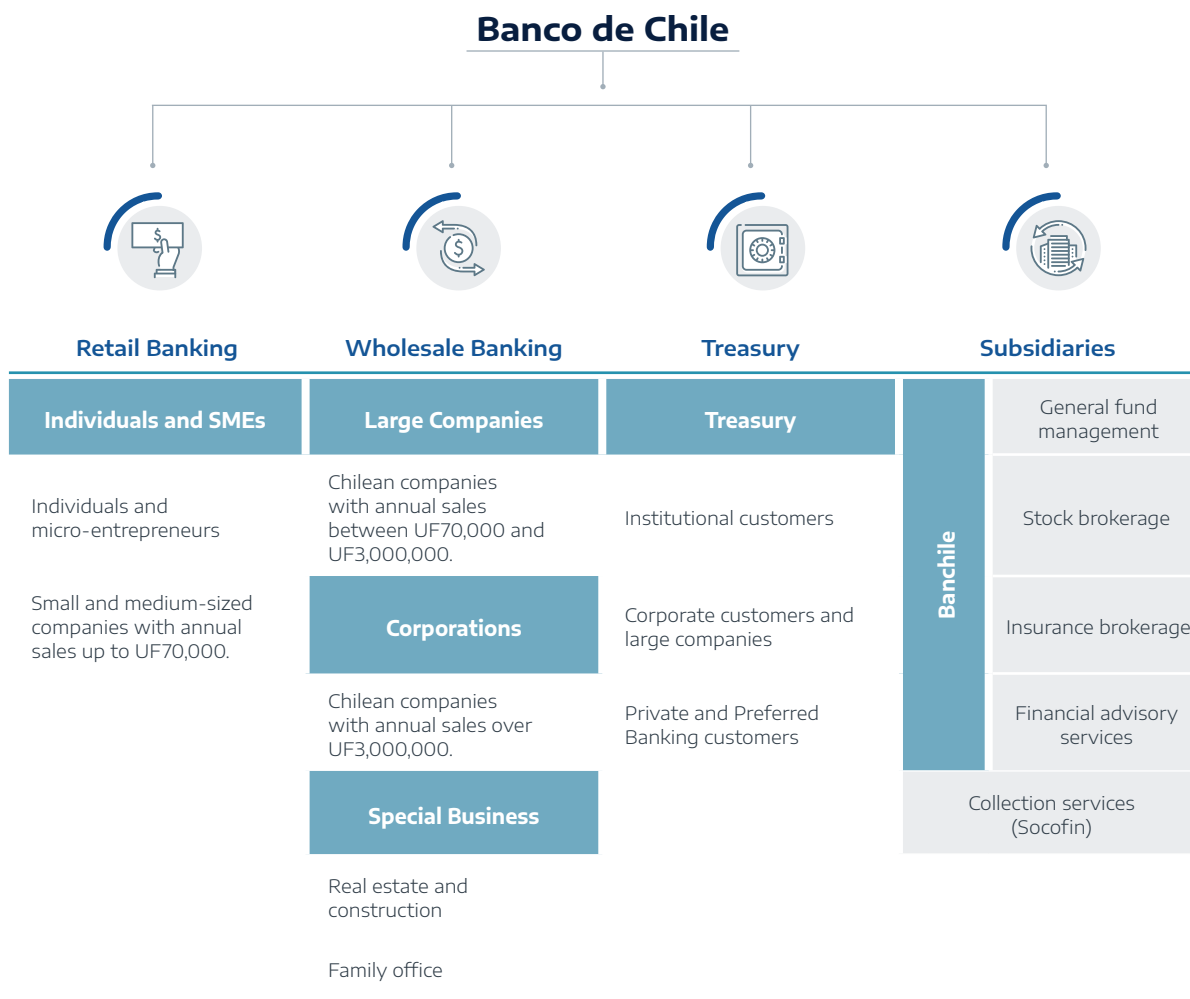 Banco de Chile
Retail Banking
Individuals and SMEs
Individuals and
micro-entrepreneurs
Small and medium-sized
companies with annual
sales up to UF70,000.
Wholesale Banking
Large Companies
Chilean companies
with annual sales
between UF70,000 and
UF3,000,000.
Corporations
Chilean companies
with annual sales over
UF3,000,000.
Special Business
Real estate and
construction
Family office
Treasury
Treasury
Institutional customers
Corporate customers and
large companies
Private and Preferred
Banking customers
Subsidiaries
Banchile
General fund
management
Stock brokerage
Insurance brokerage
Financial advisory
services
Collection services
(Socofin)